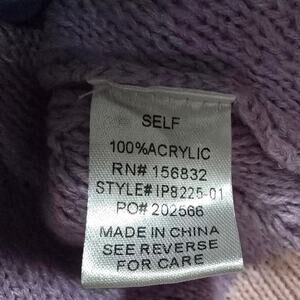 SELF
100%ACRYLIC
RN# 156832
STYLE#IP8225-01
PO# 202566
MADE IN CHINA
SEE REVERSE
FOR CARE